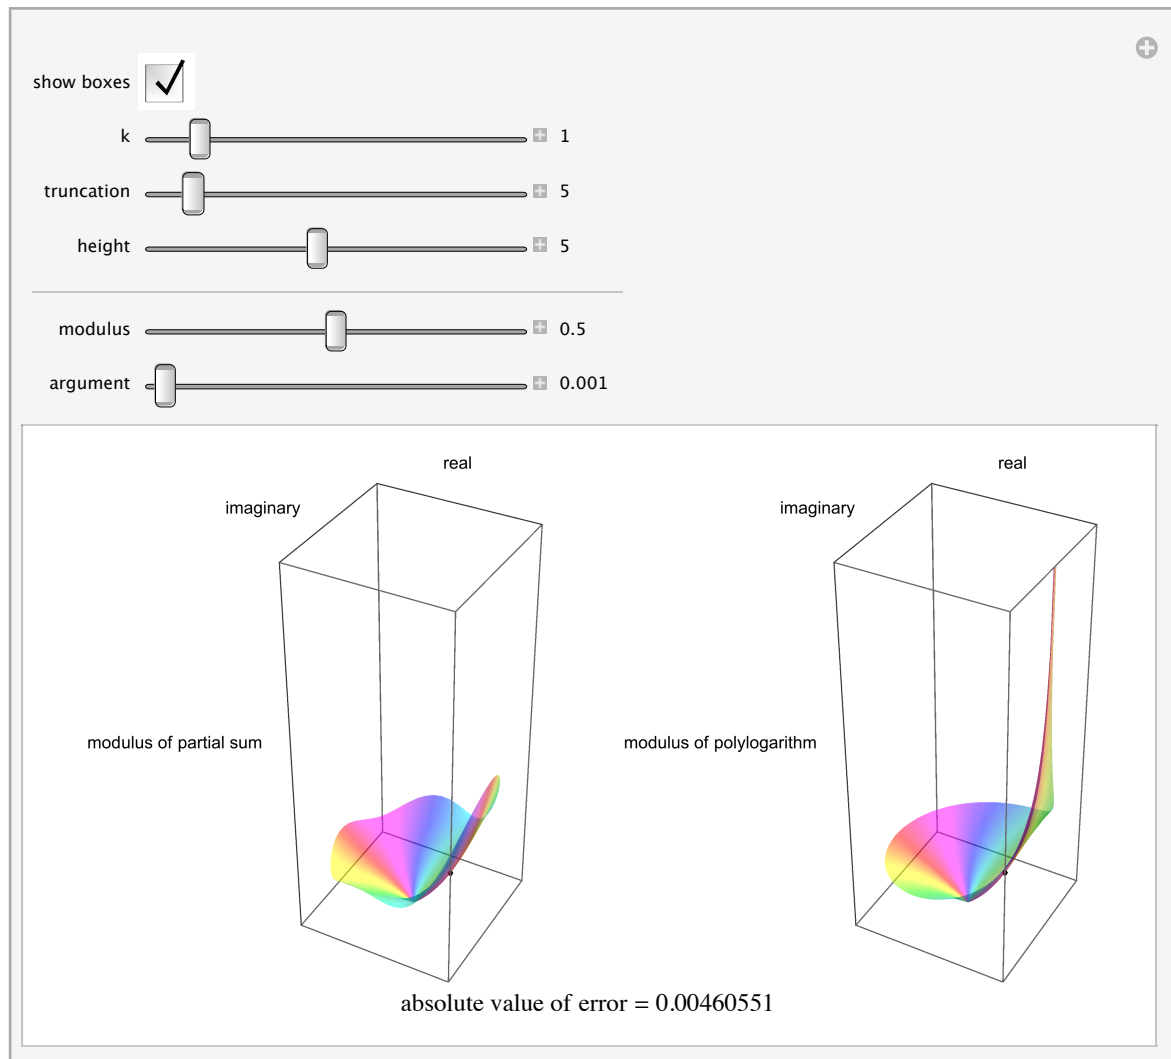 show boxes
k 1
truncation 5
height 5
modulus 0.5
argument 0.001
real real
imaginary imaginary
modulus of partial sum modulus of polylogarithm
absolute value of error = 0.00460551